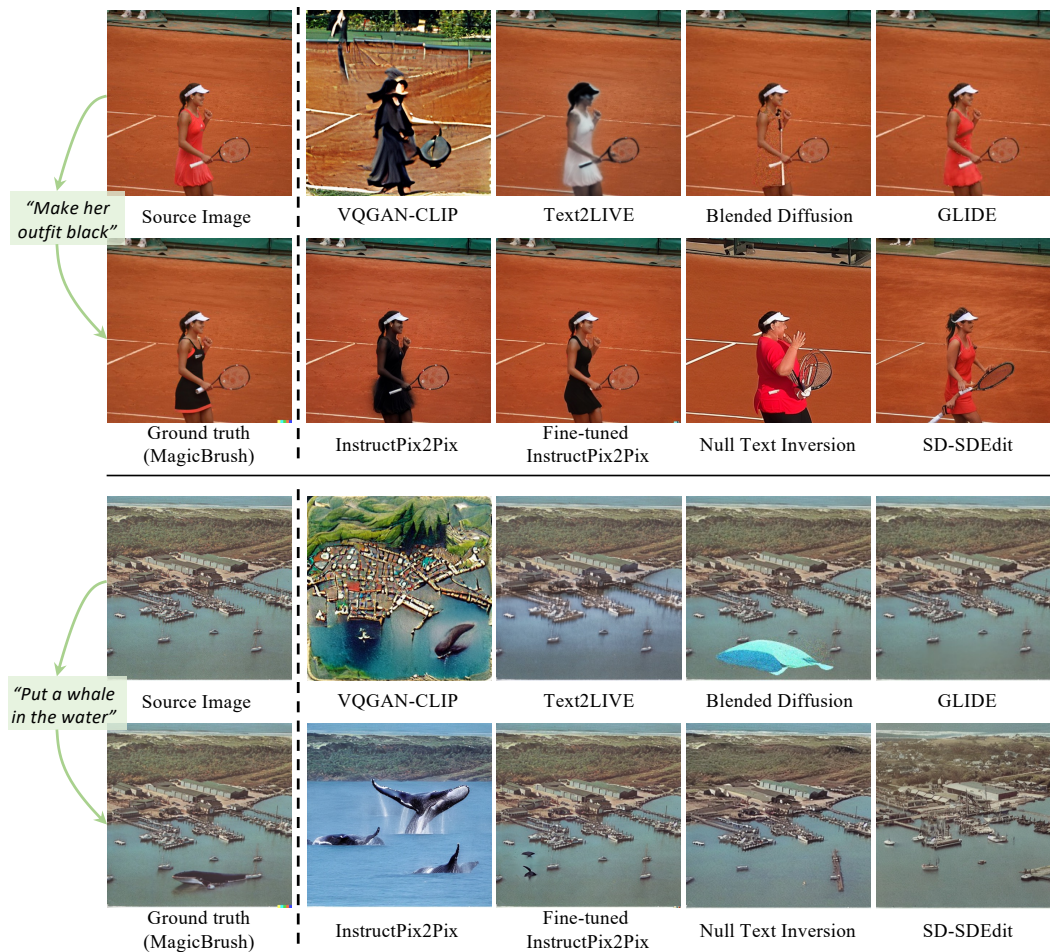 “Make her
outfit black”
Source Image
VQGAN-CLIP
Text2LIVE
Blended Diffusion
GLIDE
Ground truth
(MagicBrush)
InstructPix2Pix
Fine-tuned
InstructPix2Pix
Null Text Inversion
SD-SDEdit
“Put a whale
in the water”
Source Image
VQGAN-CLIP
Text2LIVE
Blended Diffusion
GLIDE
Ground truth
(MagicBrush)
InstructPix2Pix
Fine-tuned
InstructPix2Pix
Null Text Inversion
SD-SDEdit